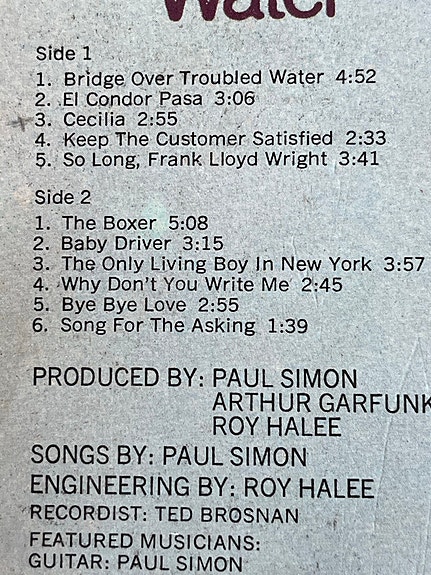 Water
Side 1
1. Bridge Over Troubled Water 4:52
2. El Condor Pasa 3:06
3. Cecilia 2:55
4. Keep The Customer Satisfied 2:33
5. So Long, Frank Lloyd Wright 3:41
Side 2
1. The Boxer 5:08
2. Baby Driver 3:15
3. The Only Living Boy In New York 3:57
4. Why Don't You Write Me 2:45
5. Bye Bye Love 2:55
6. Song For The Asking 1:39
PRODUCED BY: PAUL SIMON
ARTHUR GARFUNK
ROY HALEE
SONGS BY: PAUL SIMON
ENGINEERING BY: ROY HALEE
RECORDIST: TED BROSNAN
FEATURED MUSICIANS:
GUITAR: PAUL SIMON